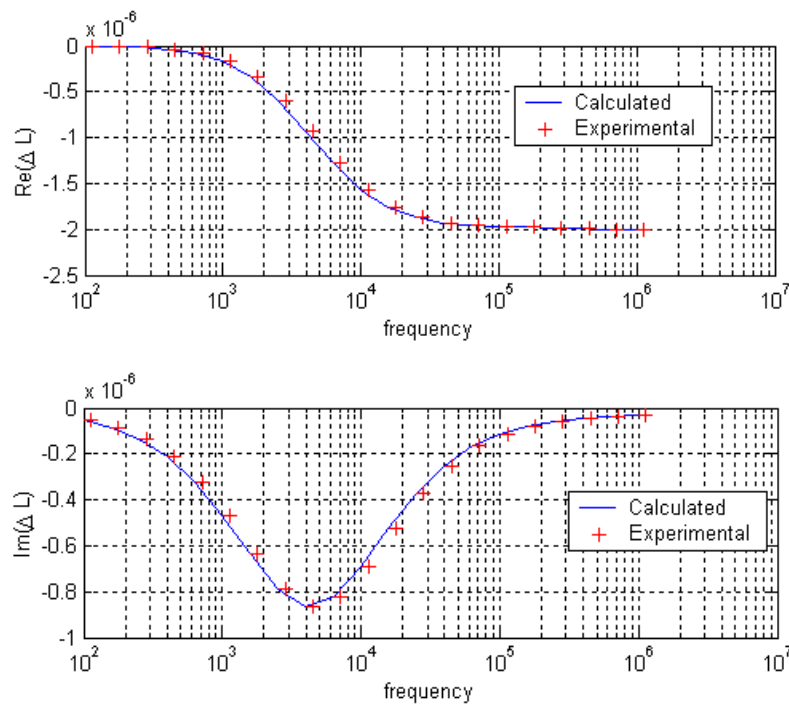 x 10^-6
0
-0.5
-1
-1.5
-2
-2.5
Re(Δ L)
Calculated
Experimental
10^2 10^3 10^4 10^5 10^6 10^7
frequency
x 10^-6
0
-0.2
-0.4
-0.6
-0.8
-1
Im(Δ L)
Calculated
Experimental
10^2 10^3 10^4 10^5 10^6 10^7
frequency